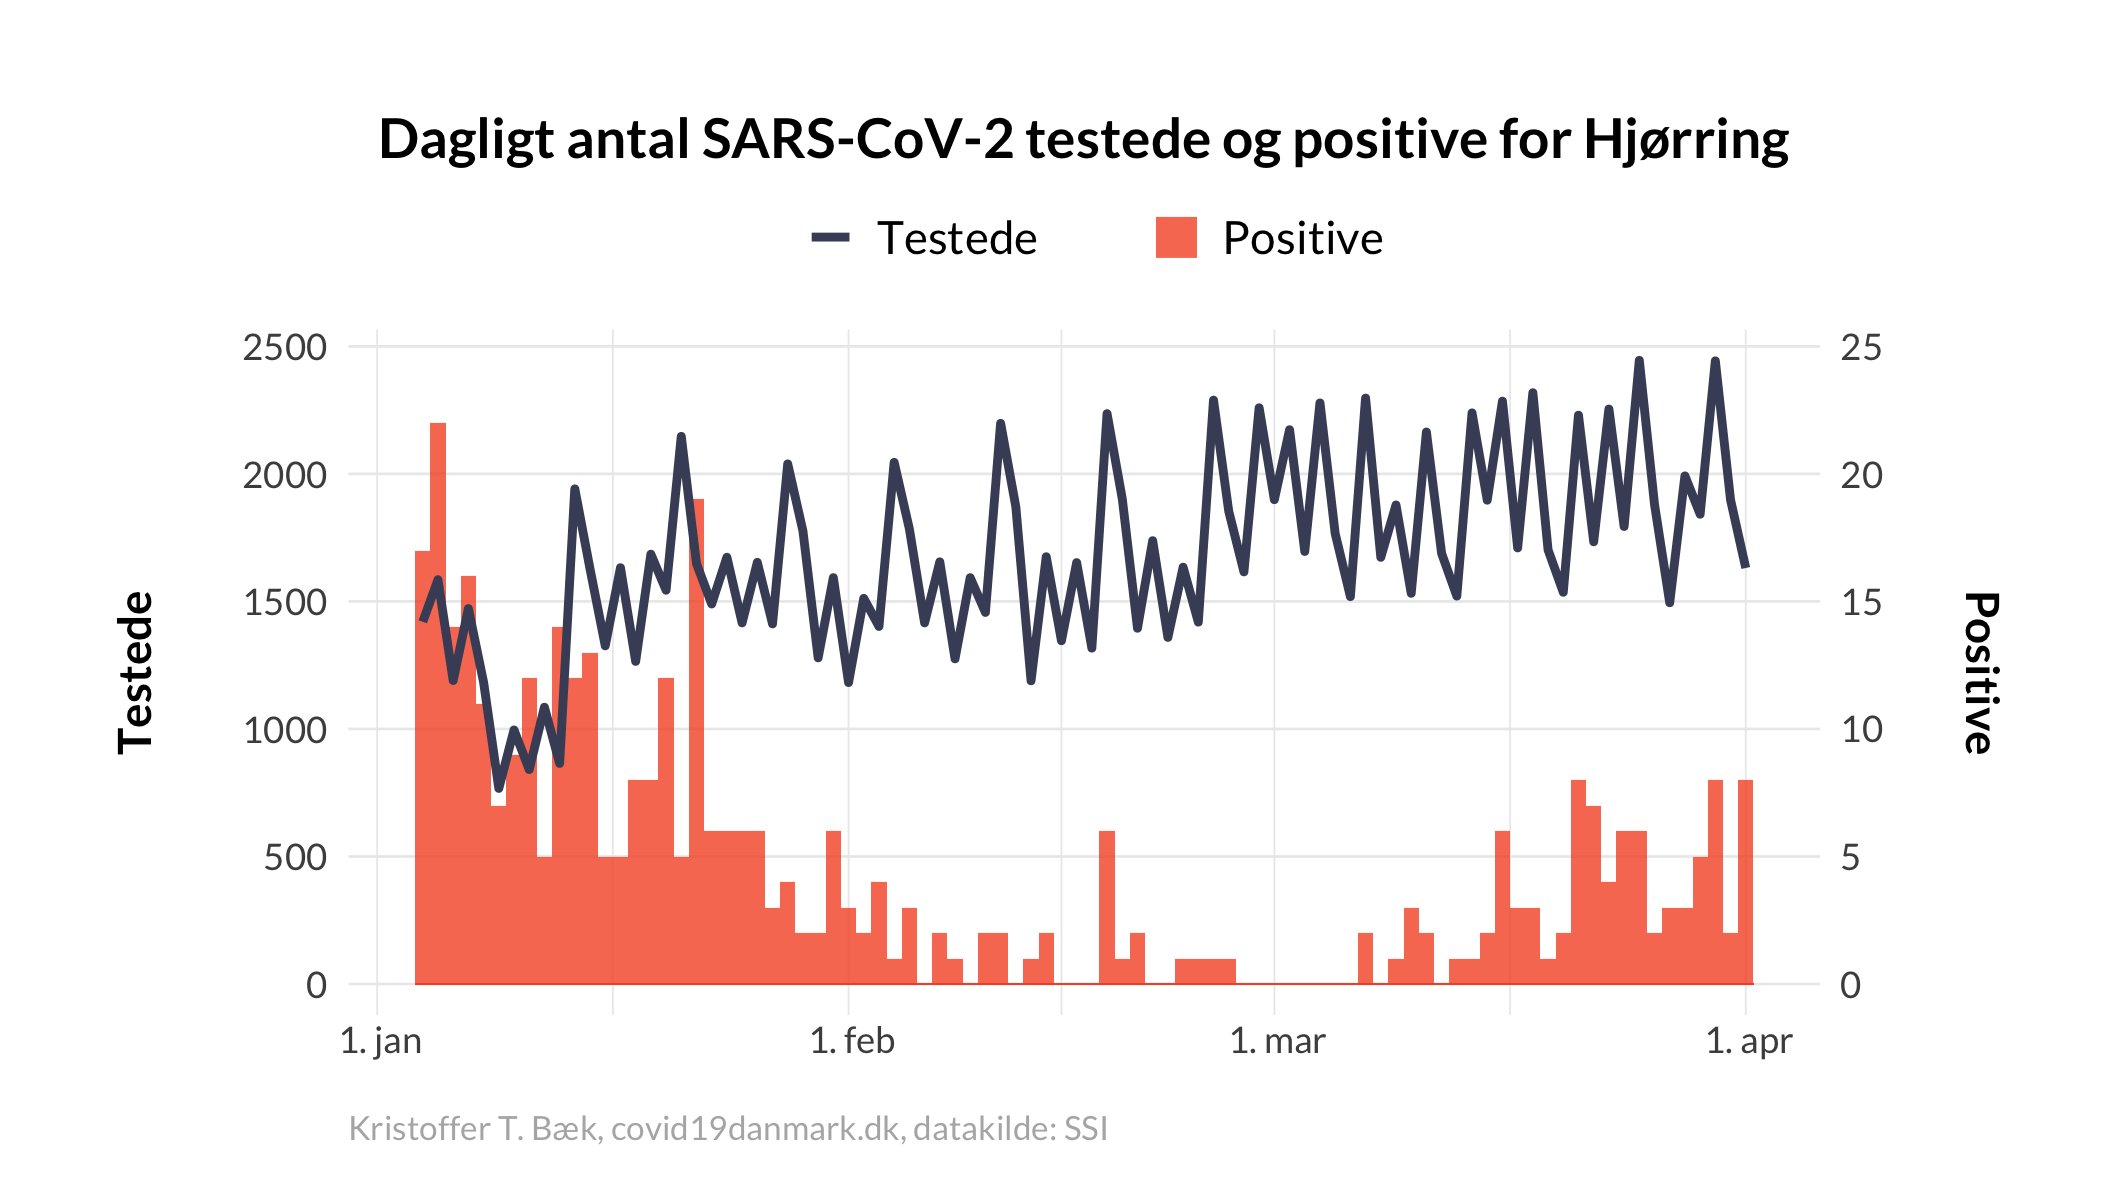 Dagligt antal SARS-CoV-2 testede og positive for Hjørring
Testede Positive
2500 25
2000 20
1500 15
1000 10
500 5
0 0
Testede
Positive
1. jan 1. feb 1. mar 1. apr
Kristoffer T. Bæk, covid19danmark.dk, datakilde: SSI